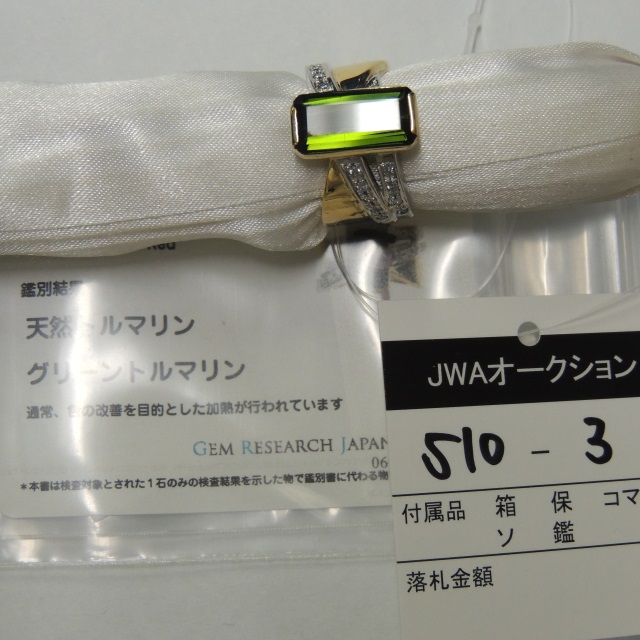 鑑別結果
天然トルマリン
グリーントルマリン
通常、色の改善を目的とした加熱が行われています
GEM RESEARCH JAPAN
06
*本書は検査対象とされた1石のみの検査結果を示した物で鑑別書に代わる物
JWAオークション
510 - 3
付属品 箱 保 コマ
ソ 鑑
落札金額